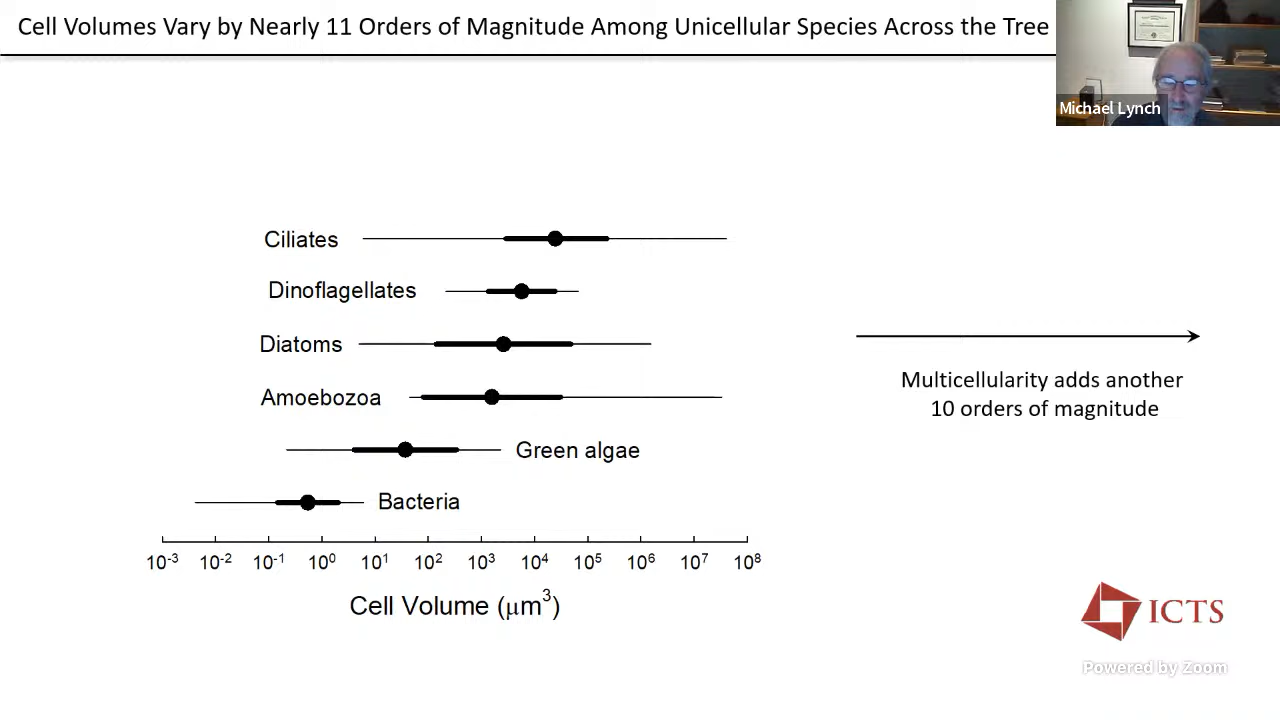 Cell Volumes Vary by Nearly 11 Orders of Magnitude Among Unicellular Species Across the Tree
Michael Lynch
Ciliates
Dinoflagellates
Diatoms
Amoebozoa
Green algae
Bacteria
10⁻³ 10⁻² 10⁻¹ 10⁰ 10¹ 10² 10³ 10⁴ 10⁵ 10⁶ 10⁷ 10⁸
Cell Volume (μm³)
Multicellularity adds another
10 orders of magnitude
ICTS
Powered by Zoom